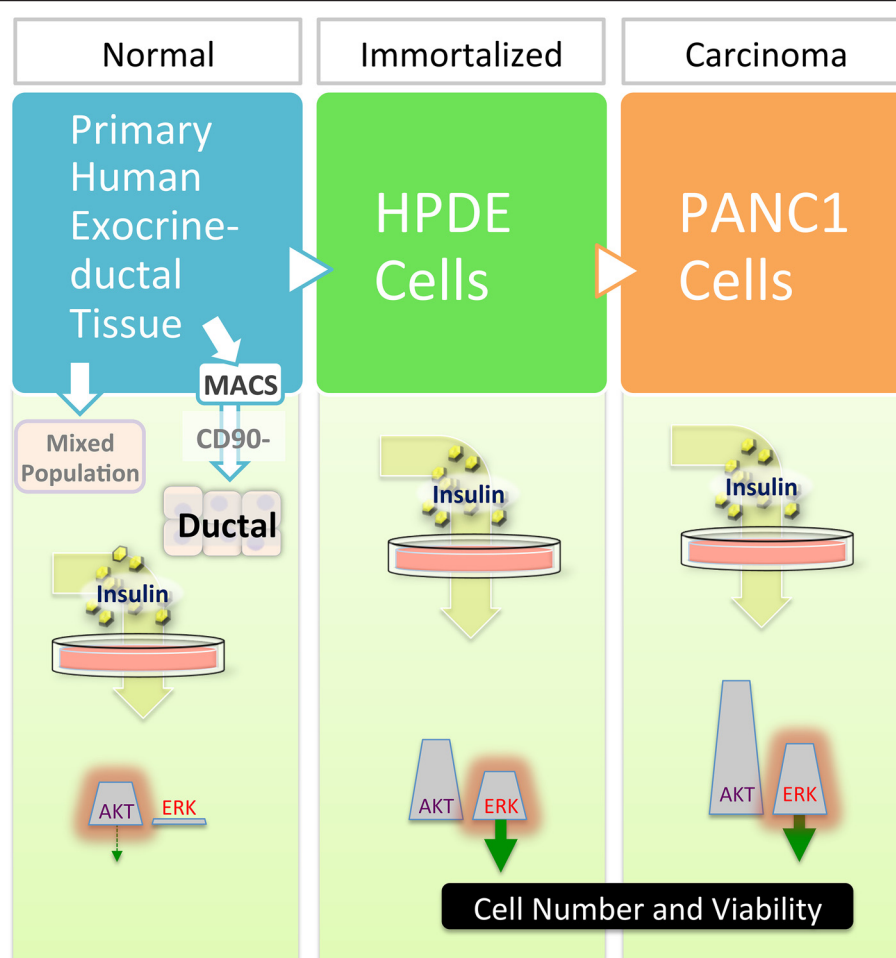 Normal
Immortalized
Carcinoma
Primary
Human
Exocrine-
ductal
Tissue
HPDE
Cells
PANC1
Cells
MACS
CD90-
Mixed
Population
Ductal
Insulin
Insulin
Insulin
AKT
ERK
AKT
ERK
AKT
ERK
Cell Number and Viability